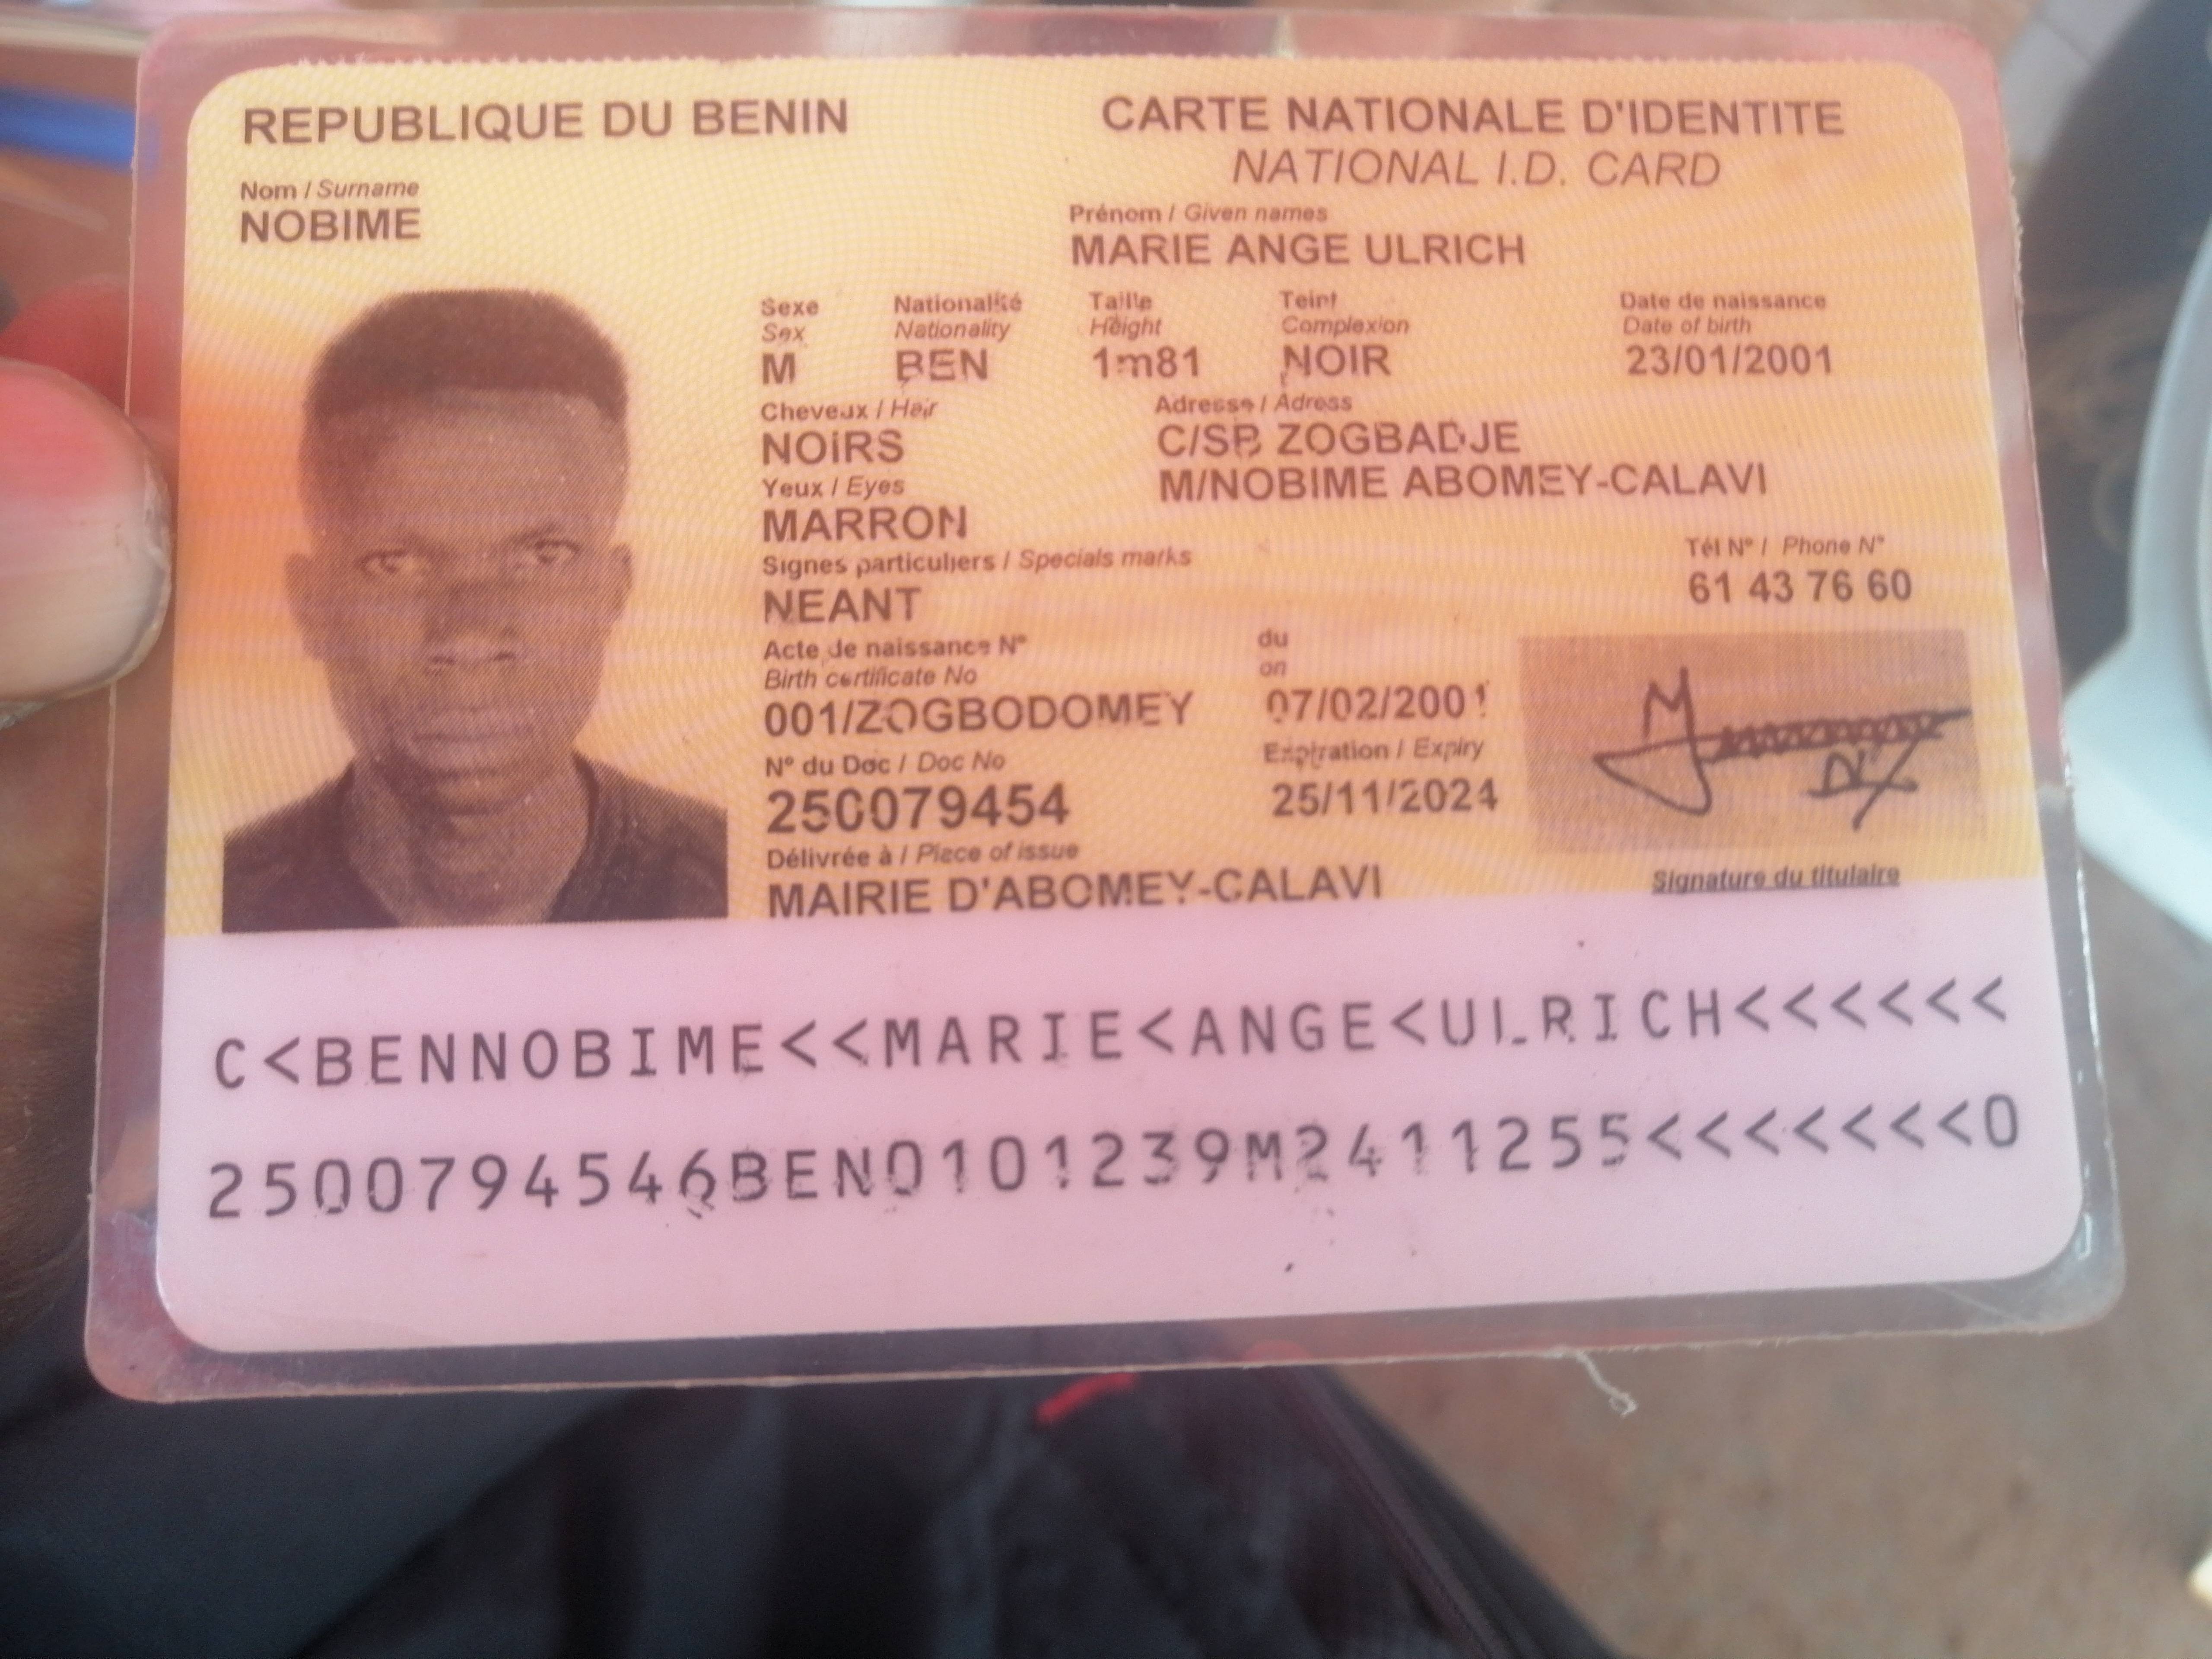 REPUBLIQUE DU BENIN
CARTE NATIONALE D'IDENTITE
NATIONAL I.D. CARD
Nom / Surname
NOBIME
Prénom / Given names
MARIE ANGE ULRICH
Sexe Nationalité Taille Teint Date de naissance
Sex Nationality Height Complexion Date of birth
M BEN 1m81 NOIR 23/01/2001
Cheveux / Hair Adresse / Adress
NOIRS C/SB ZOGBADJE
Yeux / Eyes M/NOBIME ABOMEY-CALAVI
MARRON
Signes particuliers / Specials marks Tél N° / Phone N°
NEANT 61 43 76 60
Acte de naissance N° du
Birth certificate No on
001/ZOGBODOMEY 07/02/2001
N° du Doc / Doc No Expiration / Expiry
250079454 25/11/2024
Délivrée à / Place of issue
MAIRIE D'ABOMEY-CALAVI
Signature du titulaire
C<BENNOBIME<<MARIE<ANGE<ULRICH<<<<<<
2500794546BEN0101239M2411255<<<<<<<0